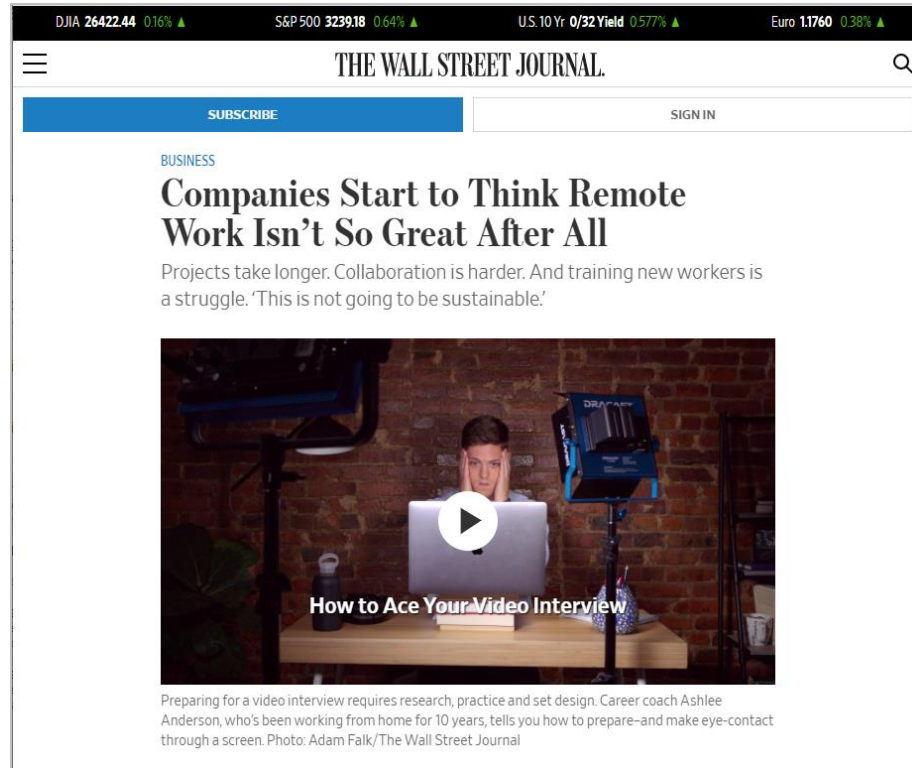 DJIA 26422.44 0.16% ▲ S&P 500 3239.18 0.64% ▲ U.S. 10 Yr 0/32 Yield 0.577% ▲ Euro 1.1760 0.38% ▲
THE WALL STREET JOURNAL.
SUBSCRIBE SIGN IN
BUSINESS
Companies Start to Think Remote
Work Isn’t So Great After All
Projects take longer. Collaboration is harder. And training new workers is
a struggle. ‘This is not going to be sustainable.’
DRACAST
How to Ace Your Video Interview
Preparing for a video interview requires research, practice and set design. Career coach Ashlee
Anderson, who’s been working from home for 10 years, tells you how to prepare–and make eye-contact
through a screen. Photo: Adam Falk/The Wall Street Journal